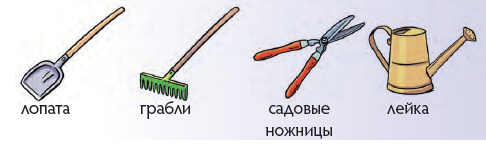 лопата
грабли
садовые
ножницы
лейка